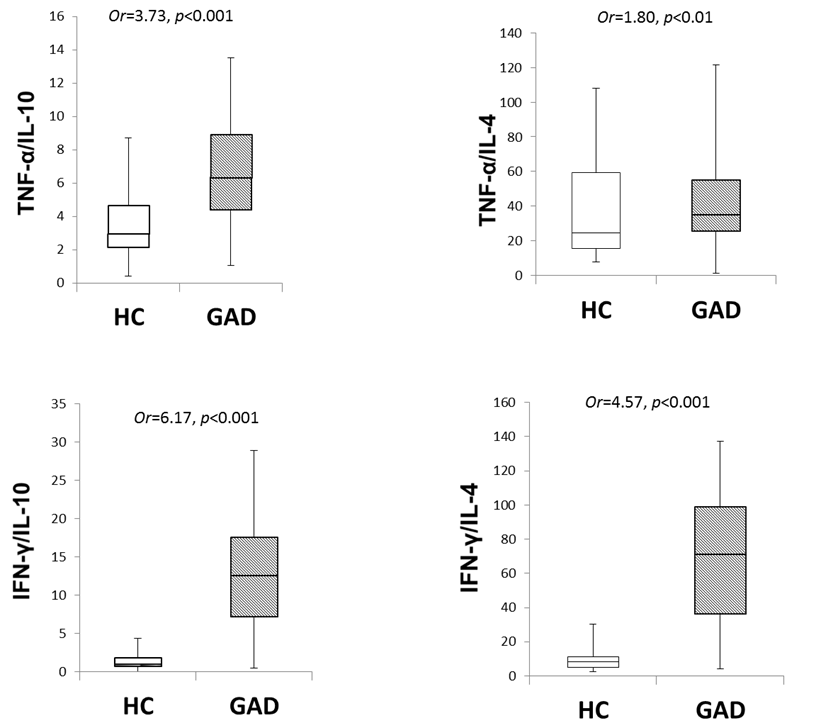 Or=3.73, p<0.001
TNF-α/IL-10
16
14
12
10
8
6
4
2
0
HC GAD
Or=1.80, p<0.01
TNF-α/IL-4
140
120
100
80
60
40
20
0
HC GAD
Or=6.17, p<0.001
IFN-γ/IL-10
35
30
25
20
15
10
5
0
HC GAD
Or=4.57, p<0.001
IFN-γ/IL-4
160
140
120
100
80
60
40
20
0
HC GAD